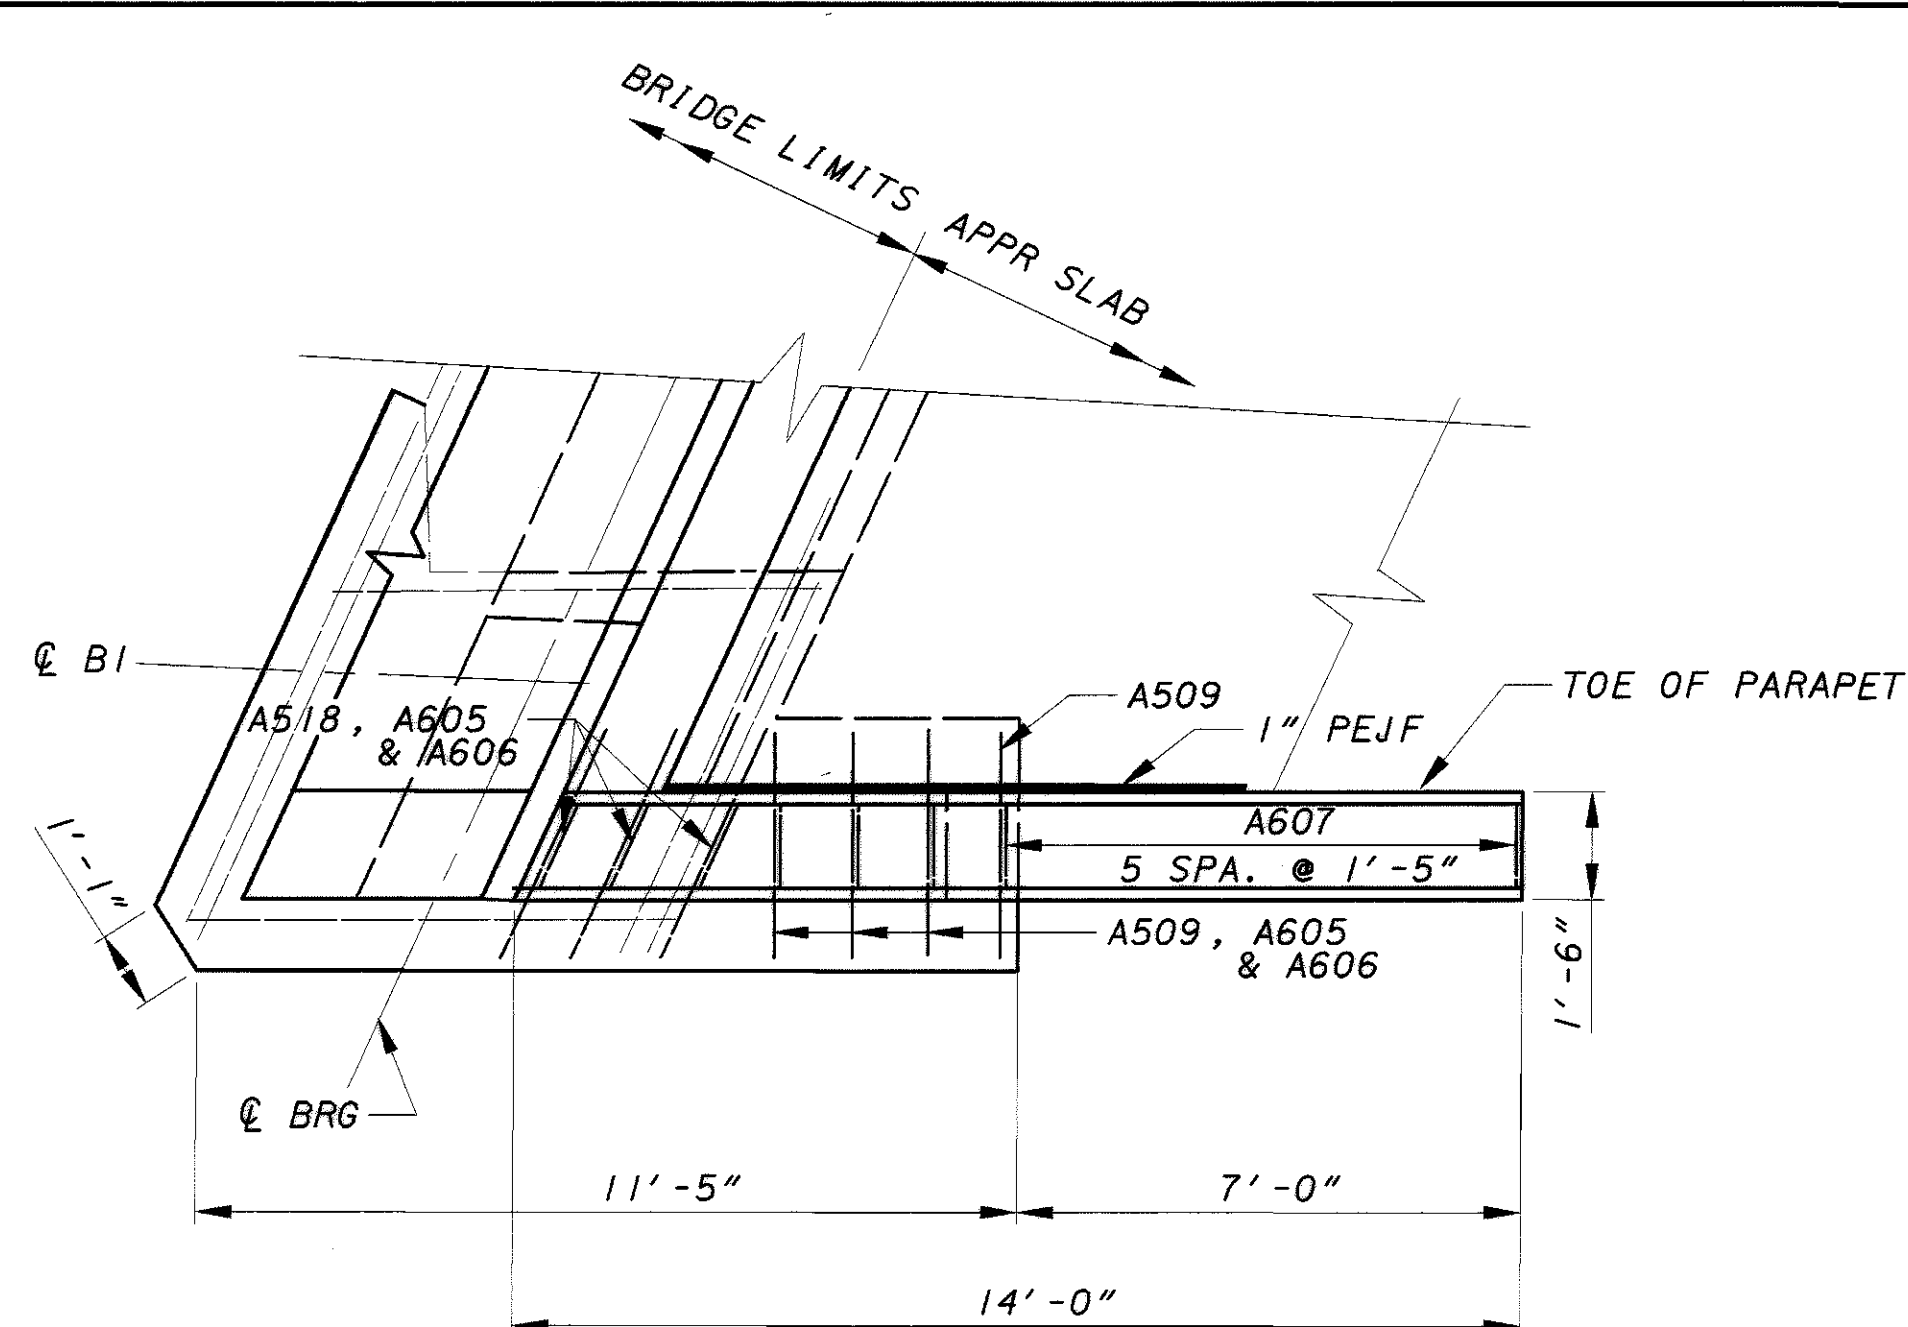 BRIDGE LIMITS
APPR SLAB
℄ B1
A518, A605
& A606
A509
1" PEJF
TOE OF PARAPET
A607
5 SPA. @ 1'-5"
1'-1"
A509, A605
& A606
1'-6"
℄ BRG
11'-5"
7'-0"
14'-0"